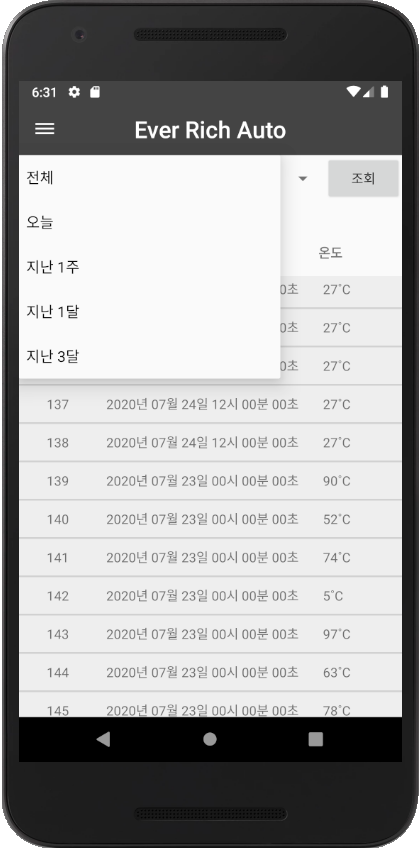 6:31
Ever Rich Auto
전체
조회
오늘
지난 1주
온도
지난 1달
0초 27°C
00초 27°C
지난 3달
00초 27°C
137 2020년 07월 24일 12시 00분 00초 27°C
138 2020년 07월 24일 12시 00분 00초 27°C
139 2020년 07월 23일 00시 00분 00초 90°C
140 2020년 07월 23일 00시 00분 00초 52°C
141 2020년 07월 23일 00시 00분 00초 74°C
142 2020년 07월 23일 00시 00분 00초 5°C
143 2020년 07월 23일 00시 00분 00초 97°C
144 2020년 07월 23일 00시 00분 00초 63°C
145 2020년 07월 23일 00시 00분 00초 78°C